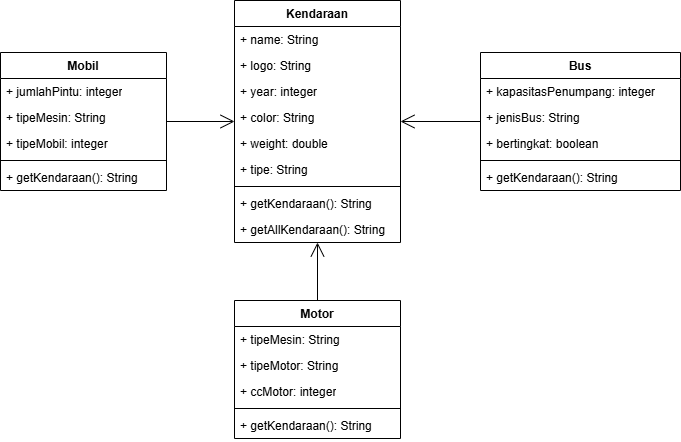 Kendaraan
+ name: String
+ logo: String
+ year: integer
+ color: String
+ weight: double
+ tipe: String
+ getKendaraan(): String
+ getAllKendaraan(): String
Mobil
+ jumlahPintu: integer
+ tipeMesin: String
+ tipeMobil: integer
+ getKendaraan(): String
Bus
+ kapasitasPenumpang: integer
+ jenisBus: String
+ bertingkat: boolean
+ getKendaraan(): String
Motor
+ tipeMesin: String
+ tipeMotor: String
+ ccMotor: integer
+ getKendaraan(): String